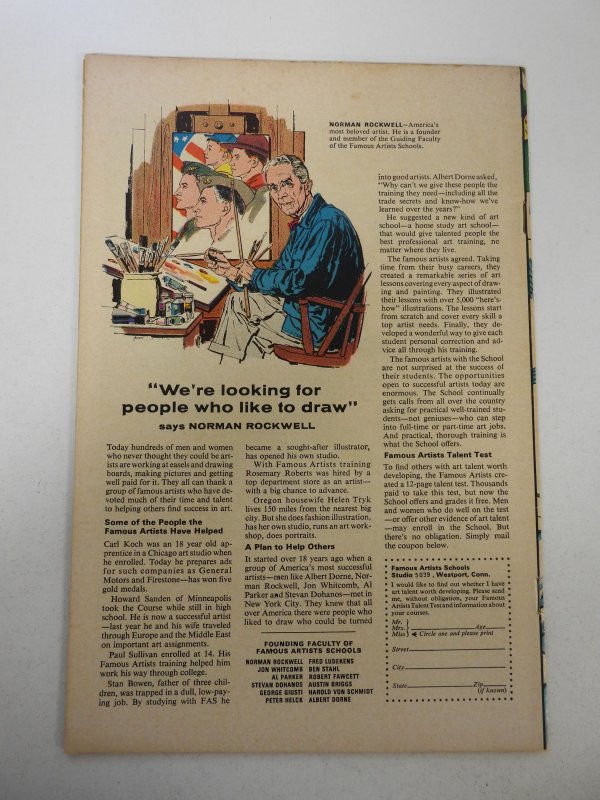 NORMAN ROCKWELL—America's
most beloved artist. He is a founder
and member of the Guiding Faculty
of the Famous Artists Schools.
"We're looking for
people who like to draw"
says NORMAN ROCKWELL
Today hundreds of men and women
who never thought they could be art-
ists are working at easels and drawing
boards, making pictures and getting
well paid for it. They all can thank a
group of famous artists who have de-
voted much of their time and talent
to helping others find success in art.
Some of the People the
Famous Artists Have Helped
Carl Koch was an 18 year old ap-
prentice in a Chicago art studio when
he enrolled. Today he prepares ads
for such companies as General
Motors and Firestone—has won five
gold medals.
Howard Sanden of Minneapolis
took the Course while still in high
school. He is now a successful artist
—last year he and his wife traveled
through Europe and the Middle East
on important art assignments.
Paul Sullivan enrolled at 14. His
Famous Artists training helped him
work his way through college.
Stan Bowen, father of three chil-
dren, was trapped in a dull, low-pay-
ing job. By studying with FAS he
became a sought-after illustrator,
has opened his own studio.
With Famous Artists training
Rosemary Roberts was hired by a
top department store as an artist—
with a big chance to advance.
Oregon housewife Helen Tryk
lives 150 miles from the nearest big
city. But she does fashion illustration,
has her own studio, runs an art work-
shop, does portraits.
A Plan to Help Others
It started over 18 years ago when a
group of America's most successful
artists—men like Albert Dorne, Nor-
man Rockwell, Jon Whitcomb, Al
Parker and Stevan Dohanos—met in
New York City. They knew that all
over America there were people who
liked to draw who could be turned
FOUNDING FACULTY OF
FAMOUS ARTISTS SCHOOLS
NORMAN ROCKWELL FRED LUDEKENS
JON WHITCOMB BEN STAHL
AL PARKER ROBERT FAWCETT
STEVAN DOHANOS AUSTIN BRIGGS
GEORGE GIUSTI HAROLD VON SCHMIDT
PETER HELCK ALBERT DORNE
into good artists. Albert Dorne asked,
"Why can't we give these people the
training they need—including all the
trade secrets and know-how we've
learned over the years?"
He suggested a new kind of art
school—a home study art school—
that would give talented people the
best professional art training, no
matter where they live.
The famous artists agreed. Taking
time from their busy careers, they
created a remarkable series of art
lessons covering every aspect of draw-
ing and painting. They illustrated
their lessons with over 5,000 "here's-
how" illustrations. The lessons start
from scratch and cover every skill a
top artist needs. Finally, they de-
veloped a wonderful way to give each
student personal correction and ad-
vice all through his training.
The famous artists with the School
are not surprised at the success of
their students. The opportunities
open to successful artists today are
enormous. The School continually
gets calls from all over the country
asking for practical well-trained stu-
dents—not geniuses—who can step
into full-time or part-time art jobs.
And practical, thorough training is
what the School offers.
Famous Artists Talent Test
To find others with art talent worth
developing, the Famous Artists cre-
ated a 12-page talent test. Thousands
paid to take this test, but now the
School offers and grades it free. Men
and women who do well on the test
—or offer other evidence of art talent
—may enroll in the School. But
there's no obligation. Simply mail
the coupon below.
Famous Artists Schools
Studio 5039, Westport, Conn.
I would like to find out whether I have
art talent worth developing. Please send
me, without obligation, your Famous
Artists Talent Test and information about
your courses.
Mr.
Mrs. Age
Miss Circle one and please print
Street
City
State Zip
(if known)